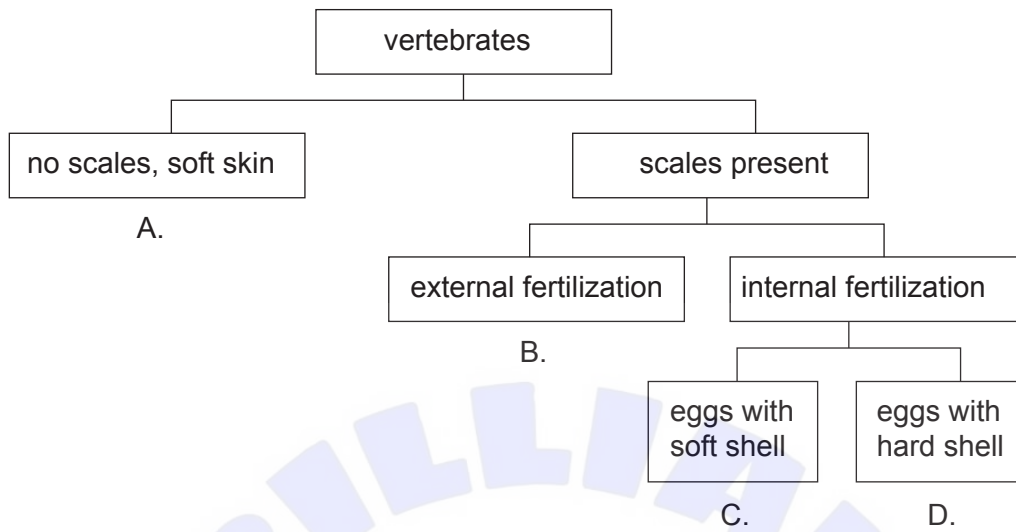 vertebrates
no scales, soft skin
scales present
A.
external fertilization
internal fertilization
B.
eggs with
soft shell
eggs with
hard shell
C.
D.